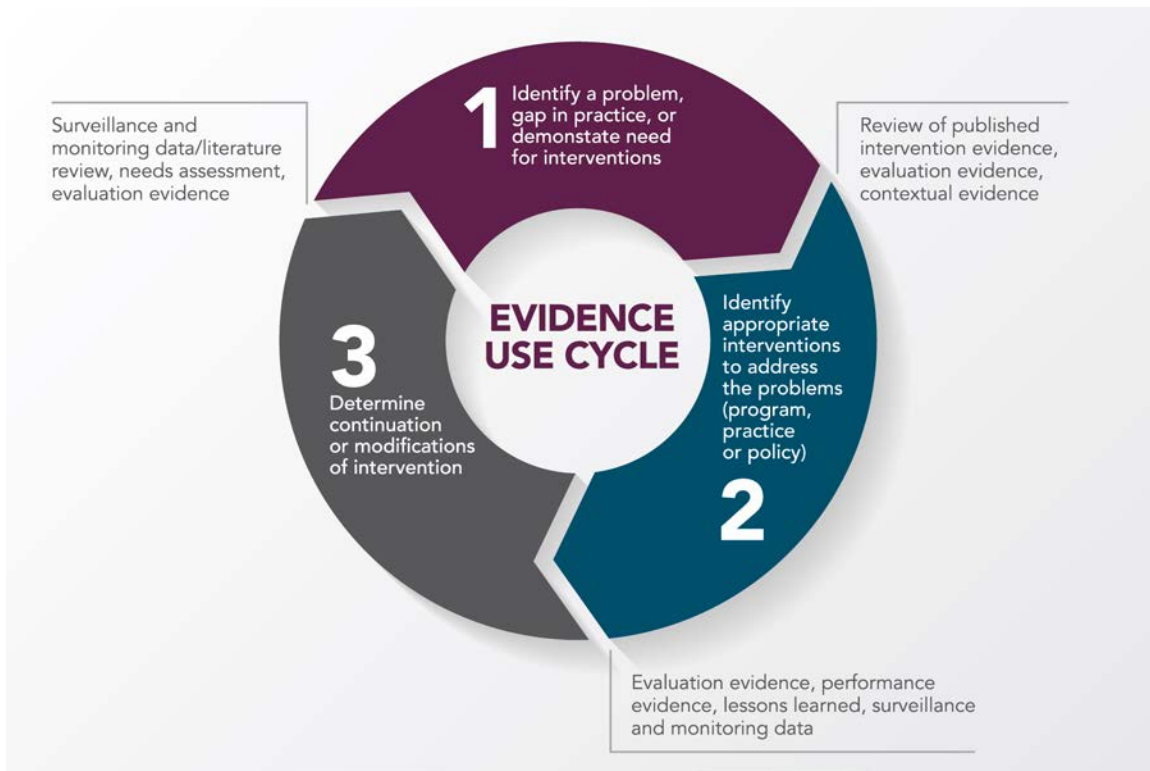 1
Identify a problem,
gap in practice, or
demonstate need
for interventions
Surveillance and
monitoring data/literature
review, needs assessment,
evaluation evidence
Review of published
intervention evidence,
evaluation evidence,
contextual evidence
EVIDENCE
USE CYCLE
Identify
appropriate
interventions
to address
the problems
(program,
practice
or policy)
2
3
Determine
continuation
or modifications
of intervention
Evaluation evidence, performance
evidence, lessons learned, surveillance
and monitoring data